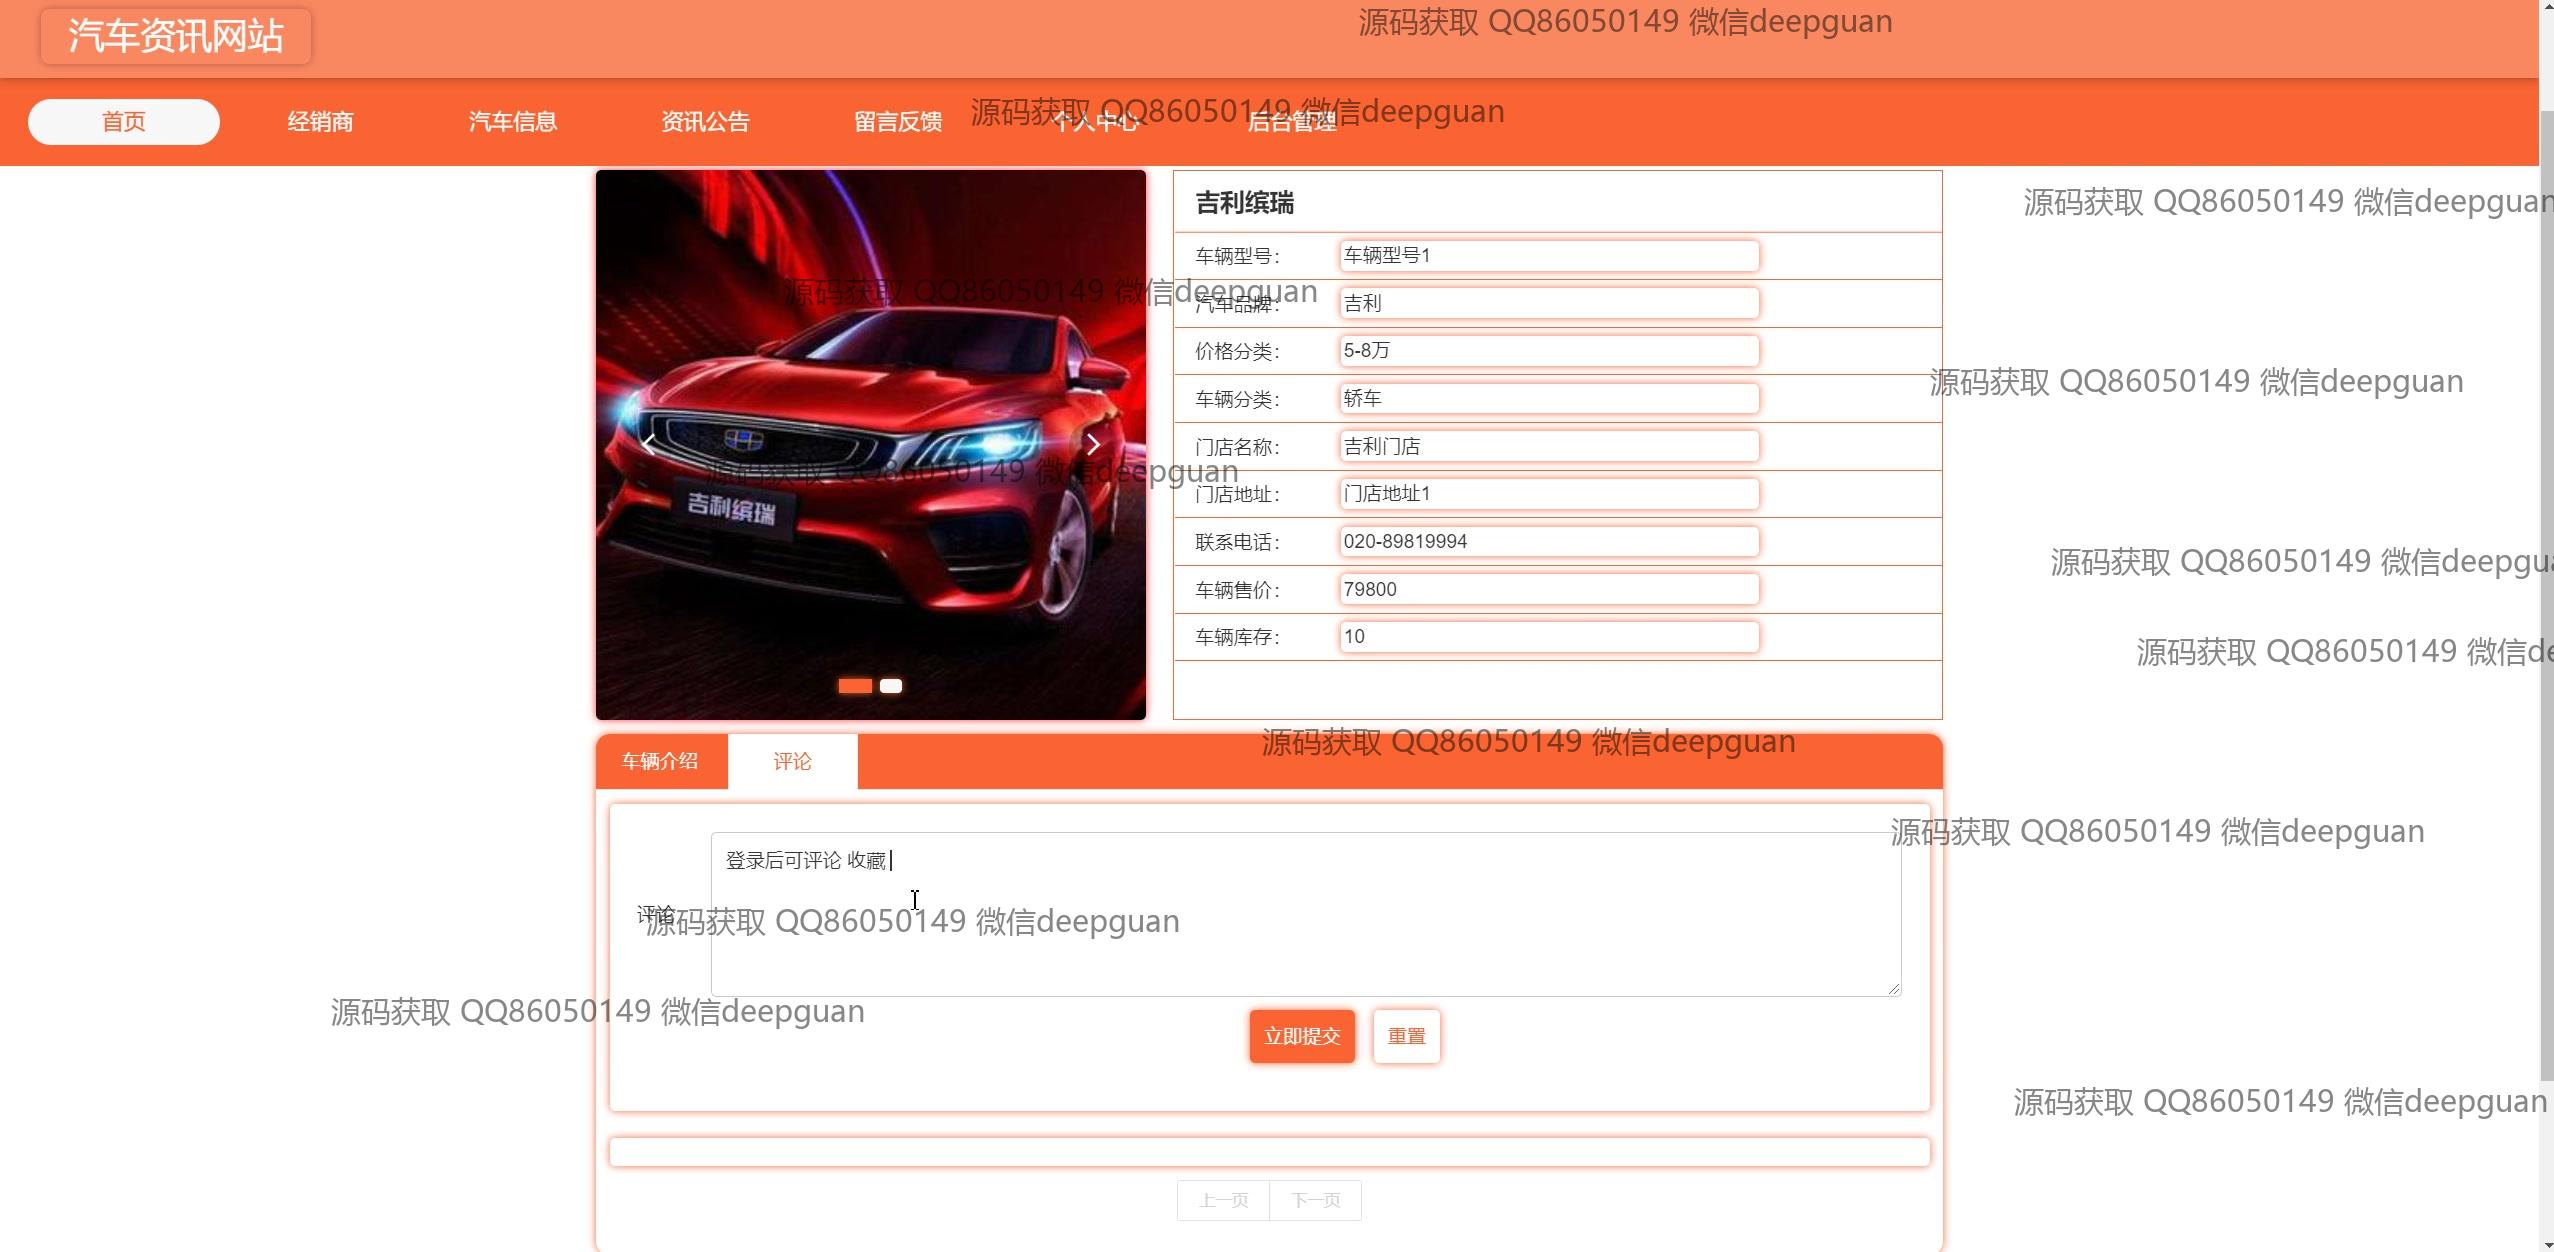 汽车资讯网站
源码获取 QQ86050149 微信deepguan
首页 经销商 汽车信息 资讯公告 留言反馈 个人中心 后台管理
源码获取 QQ86050149 微信deepguan
吉利缤瑞
源码获取 QQ86050149 微信deepguan
车辆型号： 车辆型号1
源码获取 QQ86050149 微信deepguan
汽车品牌： 吉利
价格分类： 5-8万
源码获取 QQ86050149 微信deepguan
车辆分类： 轿车
门店名称： 吉利门店
源码获取 QQ86050149 微信deepguan
门店地址： 门店地址1
吉利缤瑞
联系电话： 020-89819994
源码获取 QQ86050149 微信deepgua
车辆售价： 79800
车辆库存： 10
源码获取 QQ86050149 微信de
源码获取 QQ86050149 微信deepguan
车辆介绍 评论
源码获取 QQ86050149 微信deepguan
登录后可评论 收藏
评论
源码获取 QQ86050149 微信deepguan
源码获取 QQ86050149 微信deepguan
立即提交 重置
源码获取 QQ86050149 微信deepguan
上一页 下一页